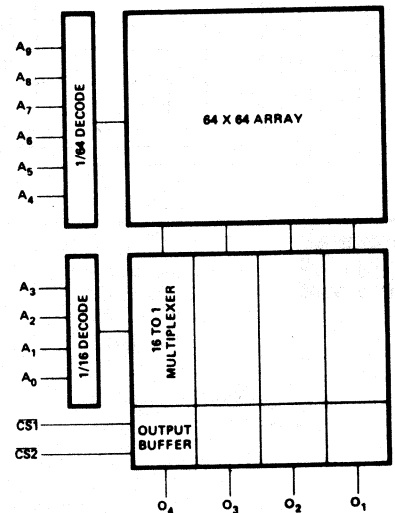 A9
A8
A7
A6
A5
A4
1/64 DECODE
64 X 64 ARRAY
A3
A2
A1
A0
1/16 DECODE
16 TO 1
MULTIPLEXER
CS1
CS2
OUTPUT
BUFFER
O4
O3
O2
O1